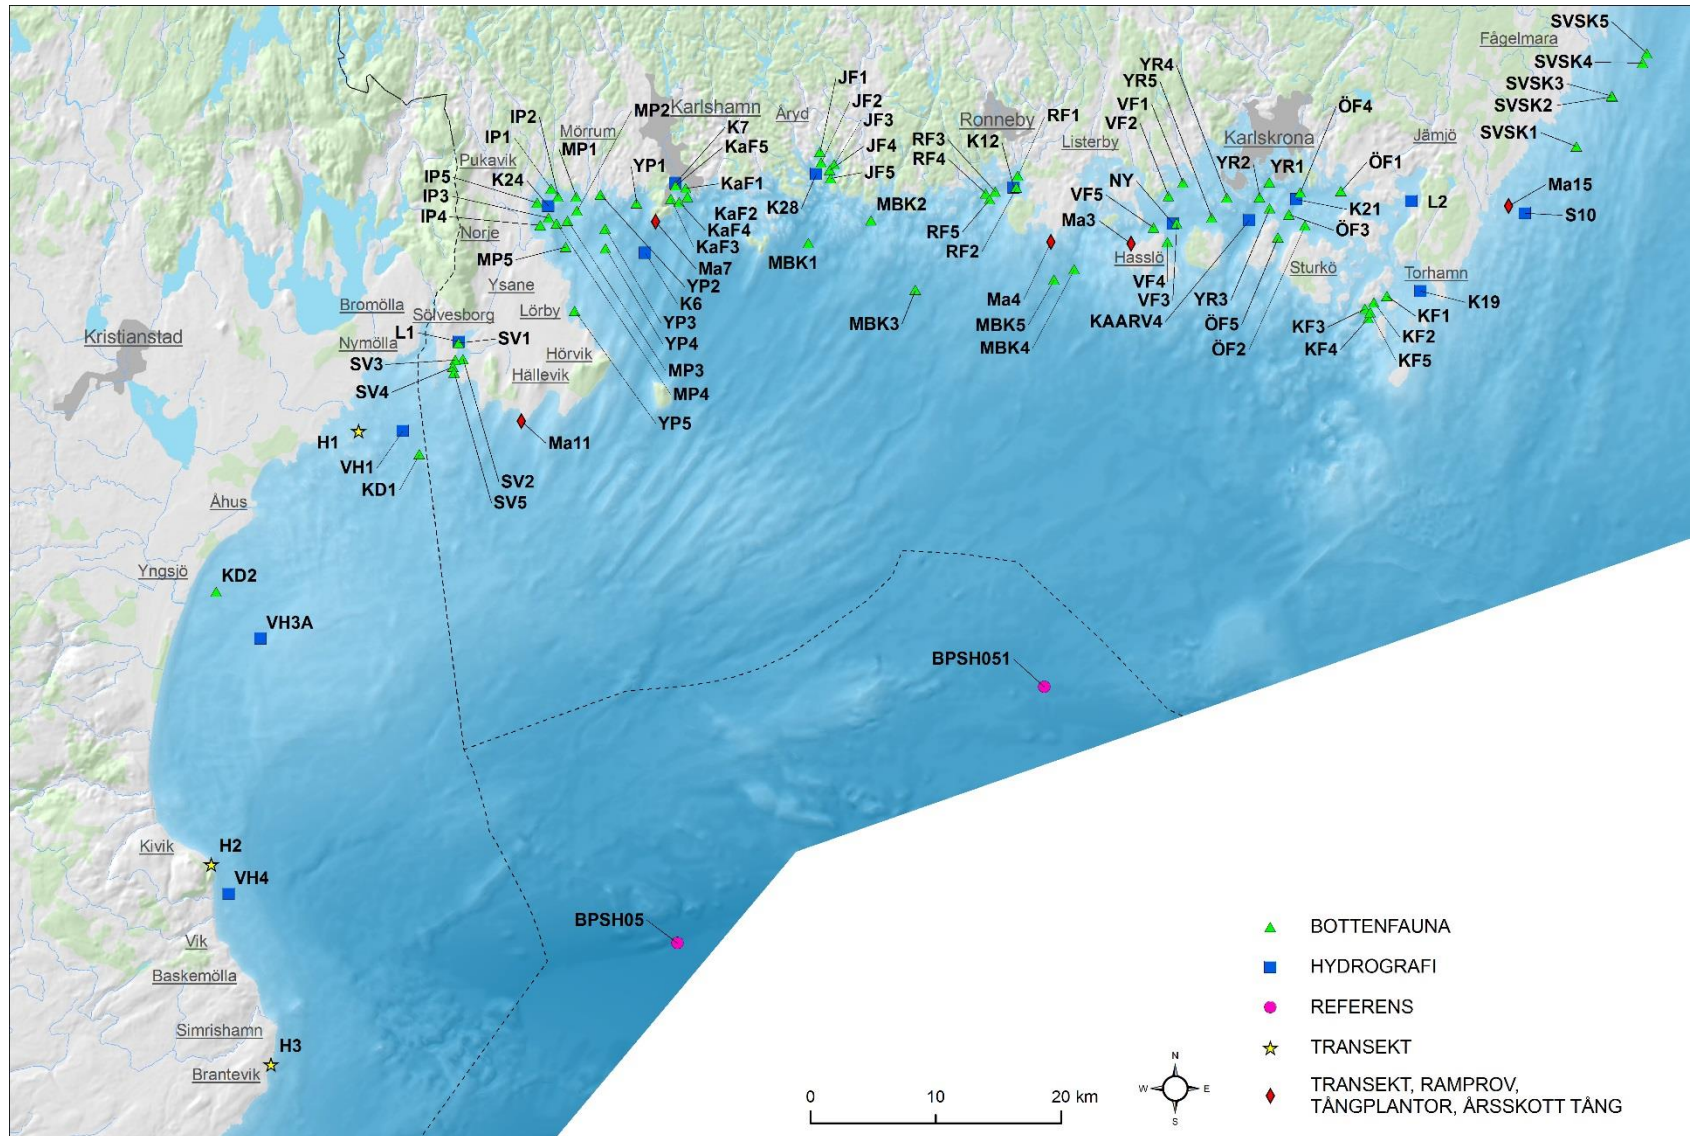 SVSK5
Fågelmara
SVSK4
SVSK3
SVSK2
SVSK1
Jämjö
YR4
YR5
VF1
VF2
ÖF4
Karlskrona
YR2
YR1
ÖF1
Listerby
RF1
Ronneby
K12
RF3
RF4
JF1
JF2
JF3
JF4
JF5
Åryd
MP2
Karlshamn
K7
KaF5
IP2
IP1
Mörrum
MP1
YP1
KaF1
Pukavik
IP5
K24
IP3
IP4
Norje
KaF2
KaF4
KaF3
K28
MBK2
MBK1
RF5
RF2
VF5
NY
Ma3
K21
ÖF3
L2
Ma15
S10
MP5
Ma7
YP2
K6
Hasslö
VF4
VF3
Sturkö
Torhamn
K19
Ysane
Bromölla
Sölvesborg
Lörby
YP3
YP4
MBK3
Ma4
MBK5
MBK4
KAARV4
YR3
ÖF5
ÖF2
KF3
KF4
KF1
KF2
KF5
Kristianstad
L1
Nymölla
SV1
SV3
SV4
Hörvik
Hällevik
MP3
MP4
YP5
H1
VH1
KD1
Ma11
SV2
SV5
Åhus
Yngsjö
KD2
VH3A
BPSH051
Kivik
H2
VH4
BPSH05
Vik
Baskemölla
Simrishamn
H3
Brantevik
BOTTENFAUNA
HYDROGRAFI
REFERENS
TRANSEKT
TRANSEKT, RAMPROV,
TÅNGPLANTOR, ÅRSSKOTT TÅNG
N
W E
S
0 10 20 km